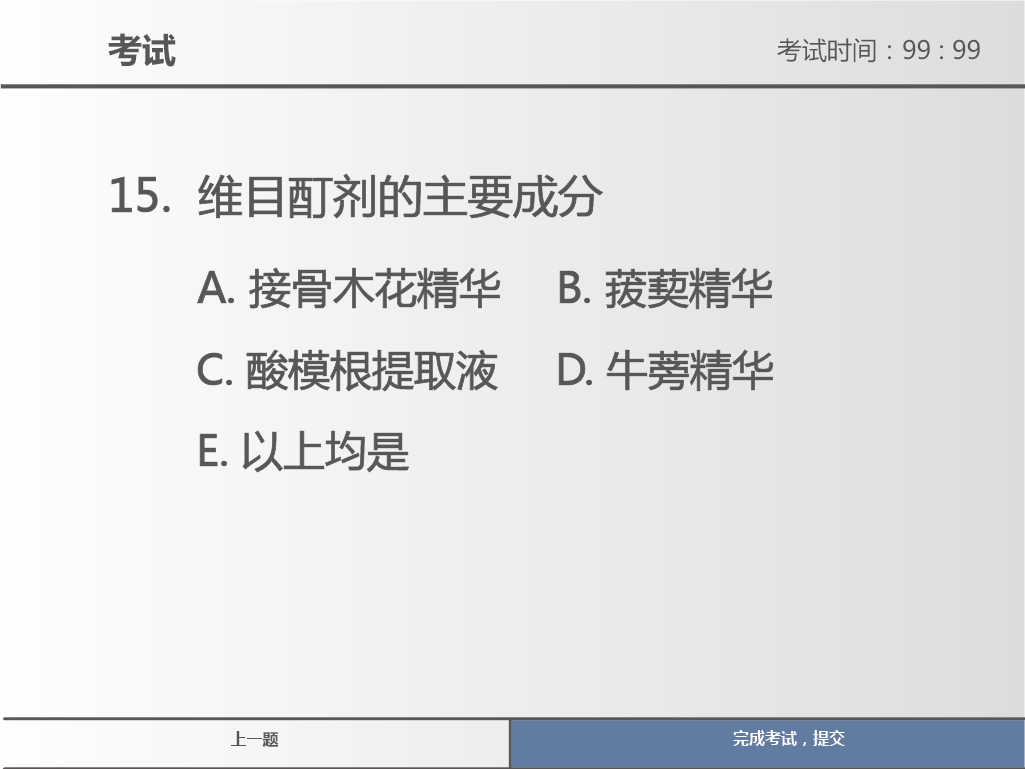 考试
考试时间：99 : 99
15. 维目酊剂的主要成分
A. 接骨木花精华 B. 菝葜精华
C. 酸模根提取液 D. 牛蒡精华
E. 以上均是
上一题
完成考试，提交